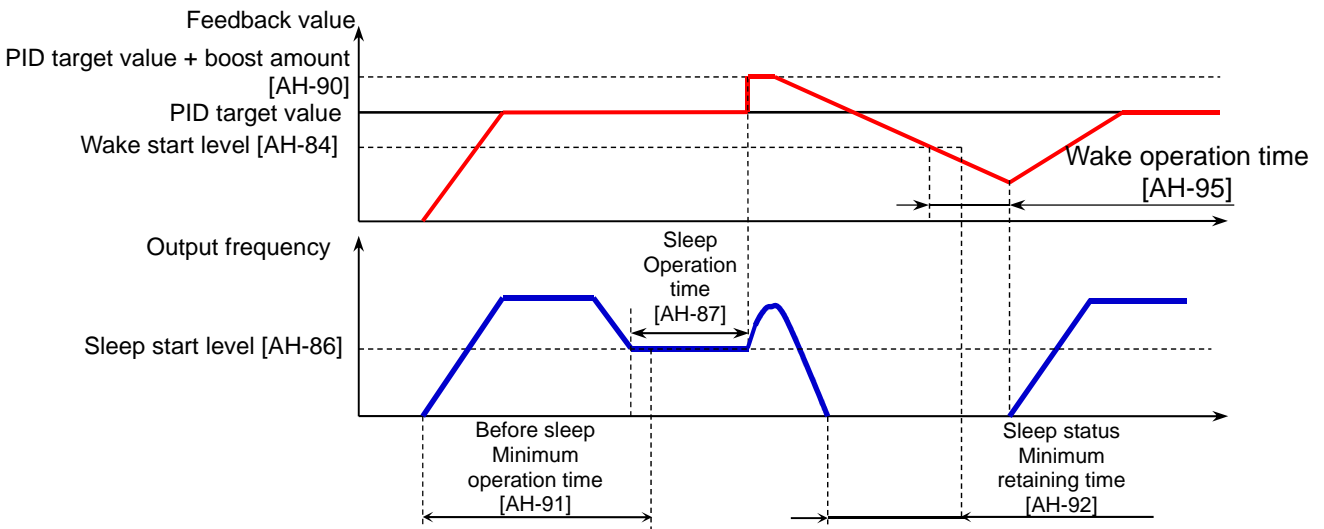 Feedback value
PID target value + boost amount
[AH-90]
PID target value
Wake start level [AH-84]
Wake operation time
[AH-95]
Output frequency
Sleep
Operation
time
[AH-87]
Sleep start level [AH-86]
Before sleep
Minimum
operation time
[AH-91]
Sleep status
Minimum
retaining time
[AH-92]